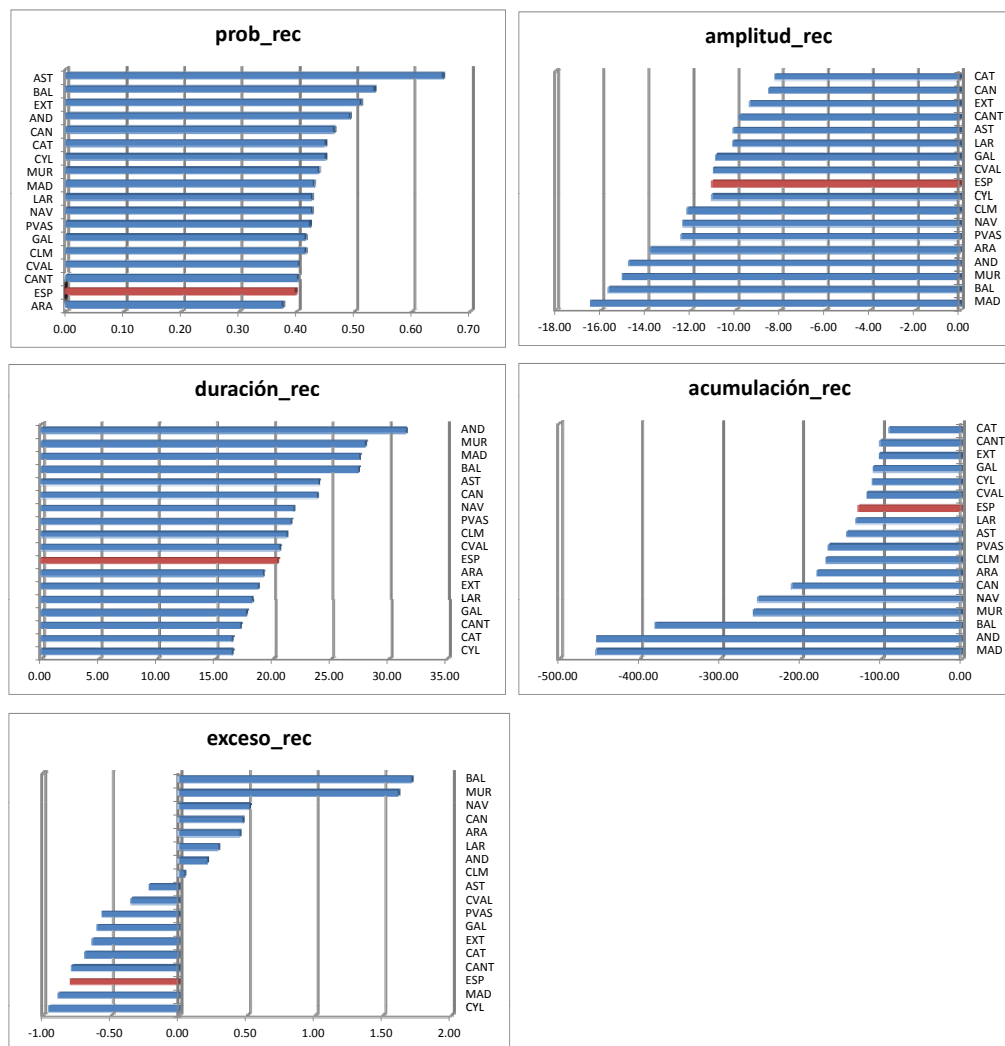 prob_rec
AST
BAL
EXT
AND
CAN
CAT
CYL
MUR
MAD
LAR
NAV
PVAS
GAL
CLM
CVAL
CANT
ESP
ARA
0.00 0.10 0.20 0.30 0.40 0.50 0.60 0.70
amplitud_rec
CAT
CAN
EXT
CANT
AST
LAR
GAL
CVAL
ESP
CYL
CLM
NAV
PVAS
ARA
AND
MUR
BAL
MAD
-18.00 -16.00 -14.00 -12.00 -10.00 -8.00 -6.00 -4.00 -2.00 0.00
duración_rec
AND
MUR
MAD
BAL
AST
CAN
NAV
PVAS
CLM
CVAL
ESP
ARA
EXT
LAR
GAL
CANT
CAT
CYL
0.00 5.00 10.00 15.00 20.00 25.00 30.00 35.00
acumulación_rec
CAT
CANT
EXT
GAL
CYL
CVAL
ESP
LAR
AST
PVAS
CLM
ARA
CAN
NAV
MUR
BAL
AND
MAD
-500.00 -400.00 -300.00 -200.00 -100.00 0.00
exceso_rec
BAL
MUR
NAV
CAN
ARA
LAR
AND
CLM
AST
CVAL
PVAS
GAL
EXT
CAT
CANT
ESP
MAD
CYL
-1.00 -0.50 0.00 0.50 1.00 1.50 2.00